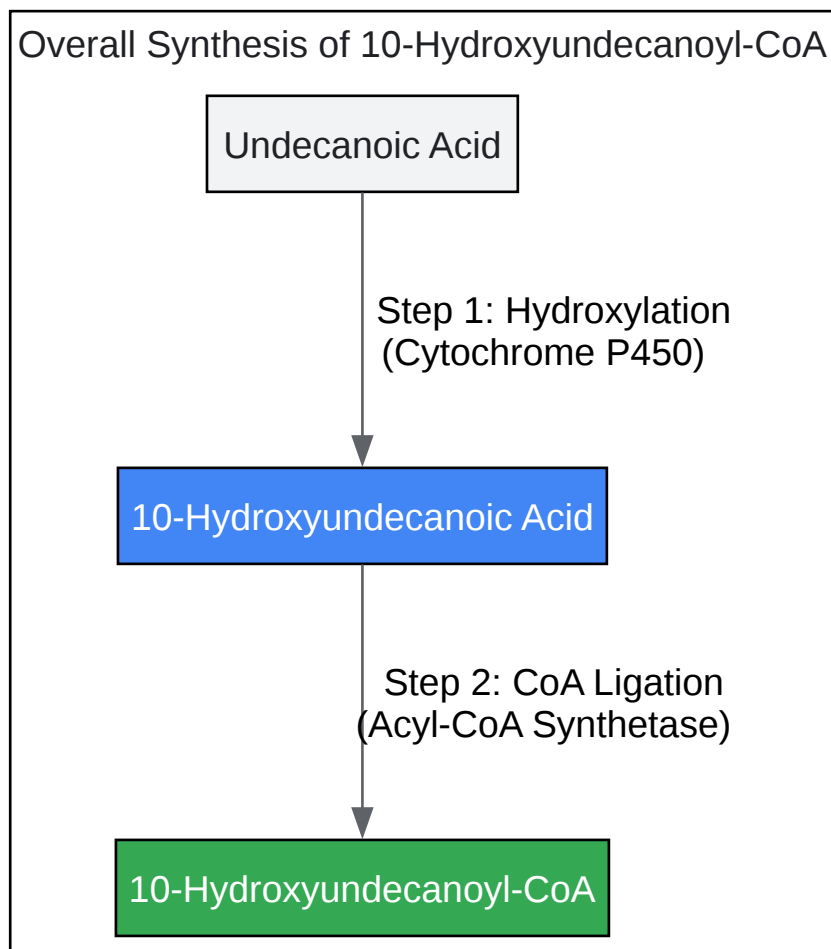 Overall Synthesis of 10-Hydroxyundecanoyl-CoA
Undecanoic Acid
Step 1: Hydroxylation
(Cytochrome P450)
10-Hydroxyundecanoic Acid
Step 2: CoA Ligation
(Acyl-CoA Synthetase)
10-Hydroxyundecanoyl-CoA